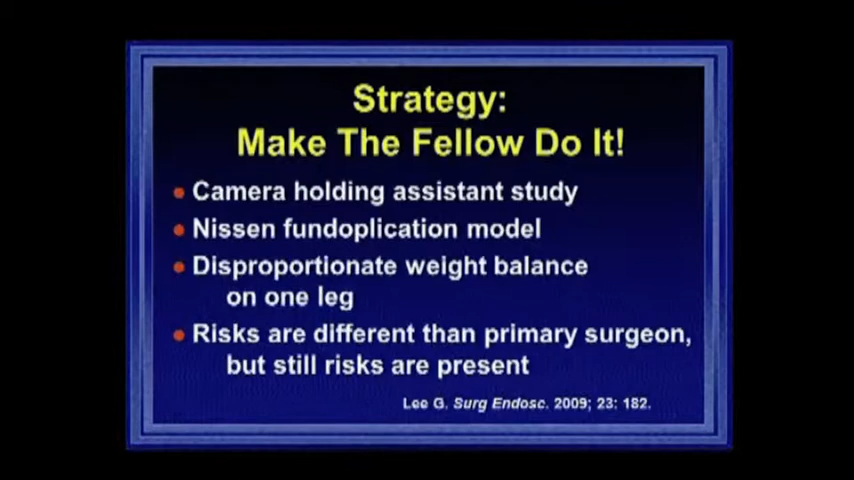 Strategy:
Make The Fellow Do It!
• Camera holding assistant study
• Nissen fundoplication model
• Disproportionate weight balance
on one leg
• Risks are different than primary surgeon,
but still risks are present
Lee G. Surg Endosc. 2009; 23: 182.